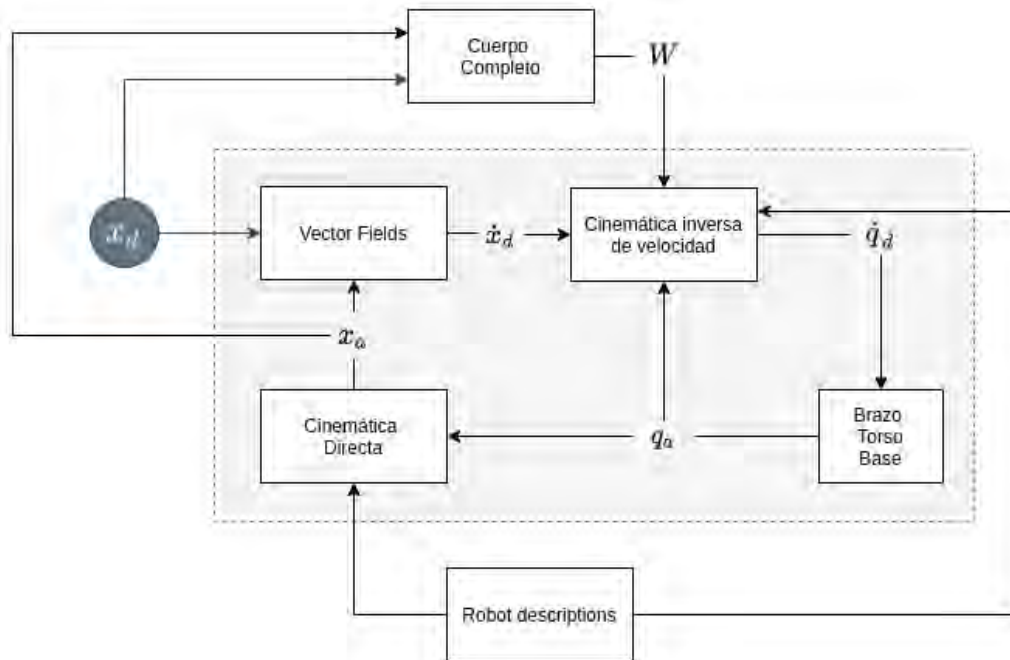 Cuerpo
Completo
W
x_d
Vector Fields
ẋ_d
Cinemática inversa
de velocidad
q̇_d
x_a
Cinemática
Directa
q_a
Brazo
Torso
Base
Robot descriptions